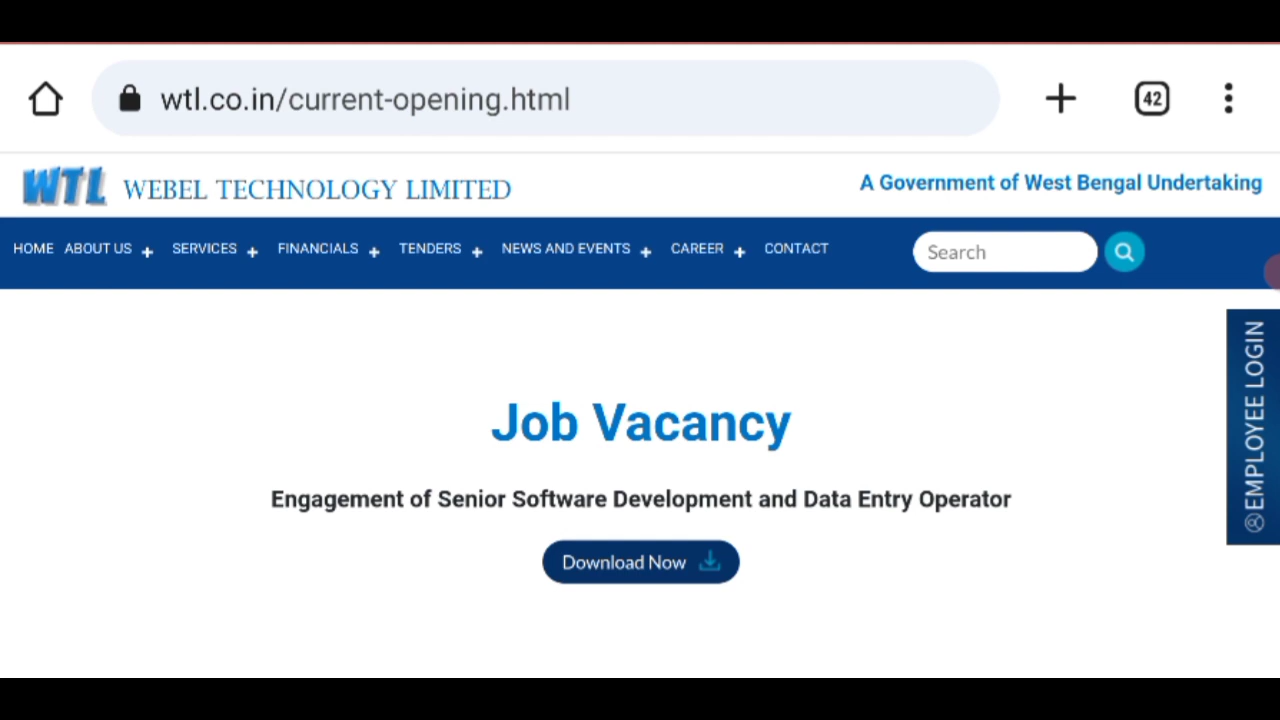 wtl.co.in/current-opening.html
42
WTL WEBEL TECHNOLOGY LIMITED
A Government of West Bengal Undertaking
HOME ABOUT US + SERVICES + FINANCIALS + TENDERS + NEWS AND EVENTS + CAREER + CONTACT
Search
EMPLOYEE LOGIN
Job Vacancy
Engagement of Senior Software Development and Data Entry Operator
Download Now